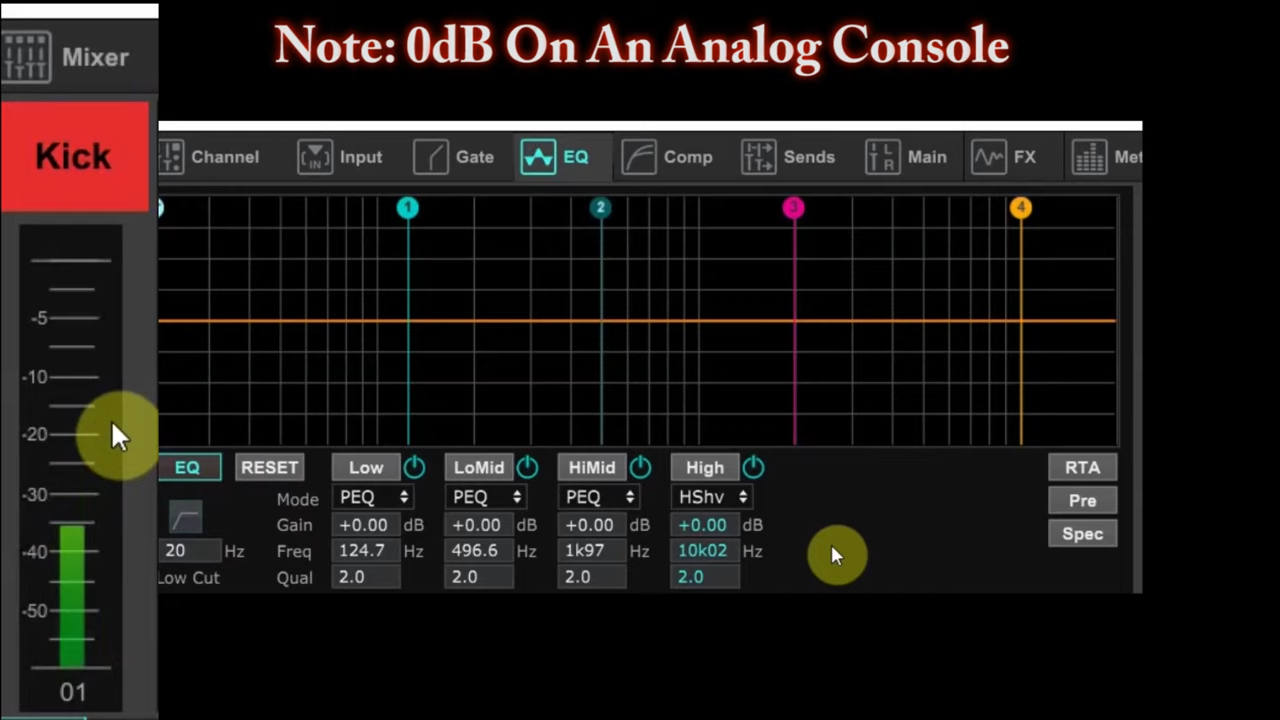 Note: 0dB On An Analog Console
Mixer
Kick
-5
-10
-20
-30
-40
-50
01
Channel
IN
Input
Gate
EQ
Comp
Sends
L R
Main
FX
Met
1
2
3
4
EQ
RESET
Low
LoMid
HiMid
High
Mode
PEQ
PEQ
PEQ
HShv
Gain
+0.00 dB
+0.00 dB
+0.00 dB
+0.00 dB
20 Hz
Freq
124.7 Hz
496.6 Hz
1k97 Hz
10k02 Hz
Low Cut
Qual
2.0
2.0
2.0
2.0
RTA
Pre
Spec